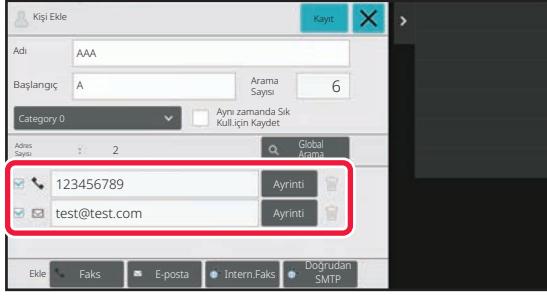 Kişi Ekle
Kayıt
Adı
AAA
Başlangıç
A
Arama
Sayısı
6
Category 0
Aynı zamanda Sık
Kull.için Kaydet
Adres
Sayısı
:
2
Global
Arama
123456789
Ayrinti
test@test.com
Ayrinti
Ekle
Faks
E-posta
Intern.Faks
Doğrudan
SMTP